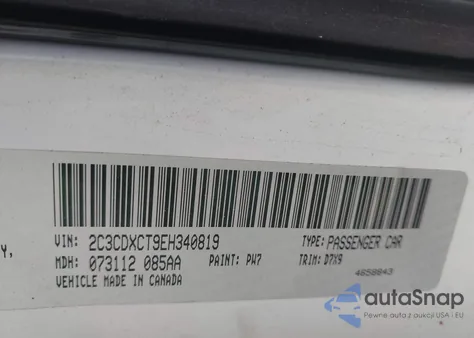 VIN: 2C3CDXCT9EH340819 TYPE: PASSENGER CAR
Y,
MDH: 073112 085AA PAINT: PW7 TRIM: D7X9
VEHICLE MADE IN CANADA 4658843
autoSnap
Pewne auta z aukcji USA i EU